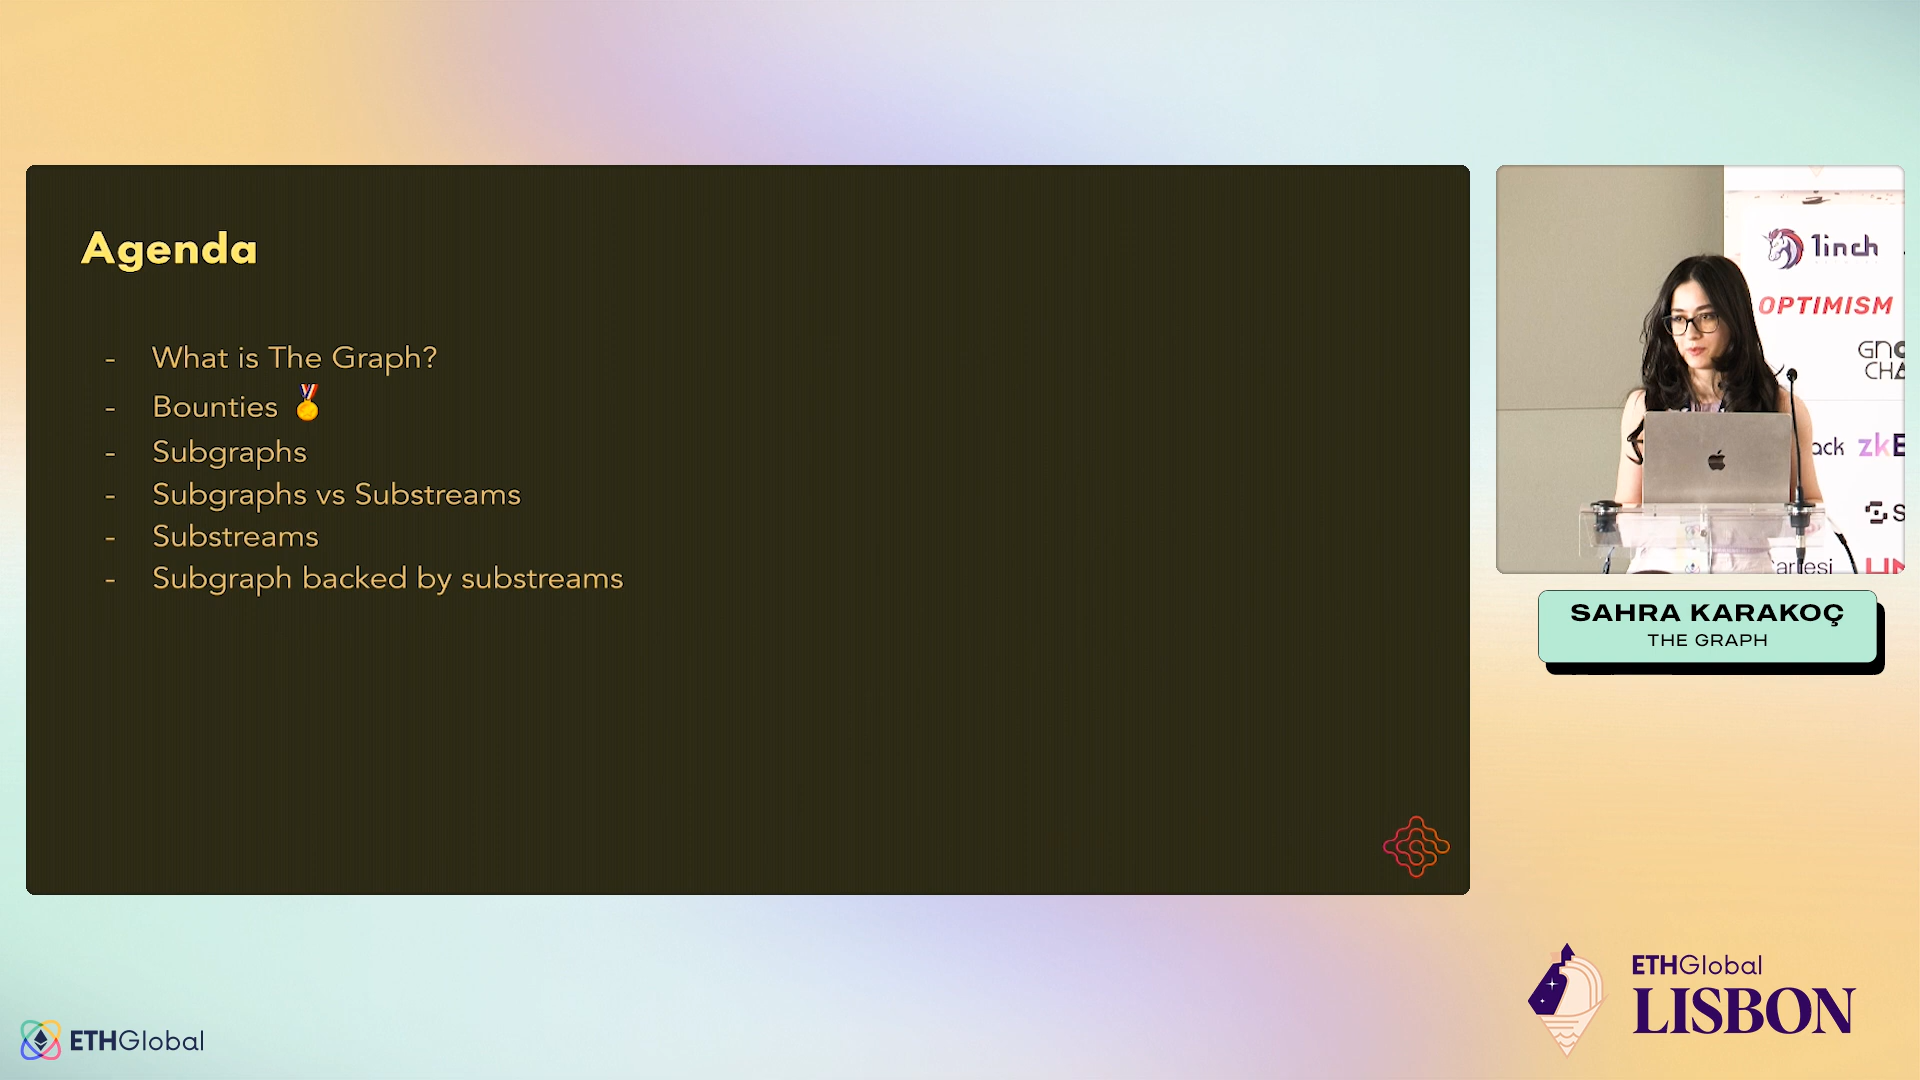 Agenda
- What is The Graph?
- Bounties
- Subgraphs
- Subgraphs vs Substreams
- Substreams
- Subgraph backed by substreams
1inch
OPTIMISM
SAHRA KARAKOÇ
THE GRAPH
ETHGlobal
LISBON
ETHGlobal